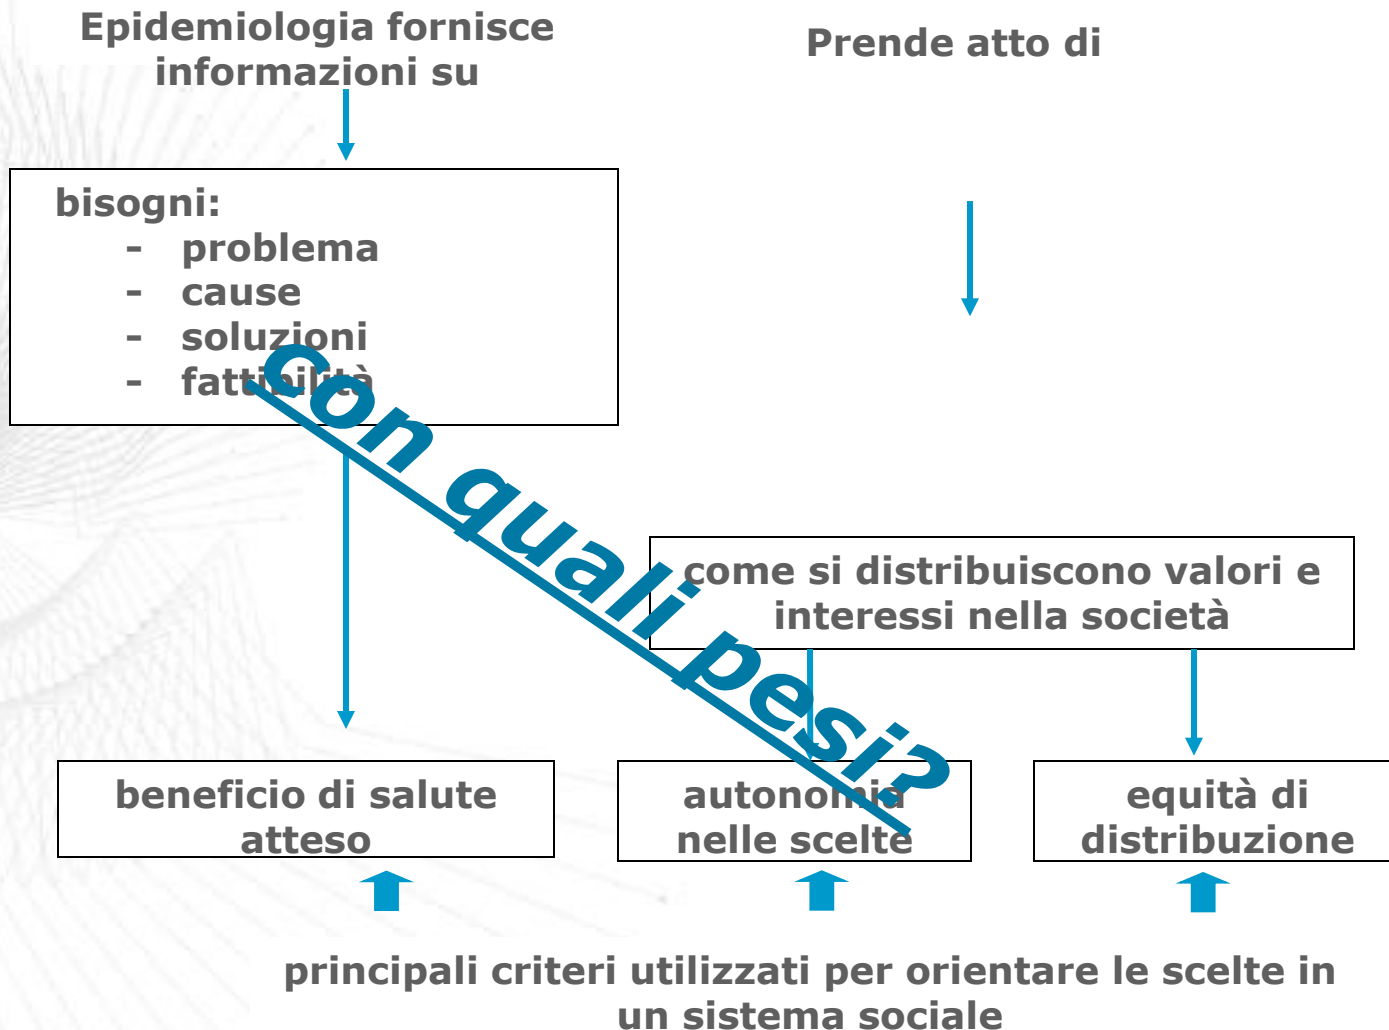 Epidemiologia fornisce
informazioni su
Prende atto di
bisogni:
- problema
- cause
- soluzioni
- fattibilità
con quali pesi?
come si distribuiscono valori e
interessi nella società
beneficio di salute
atteso
autonomia
nelle scelte
equità di
distribuzione
principali criteri utilizzati per orientare le scelte in
un sistema sociale